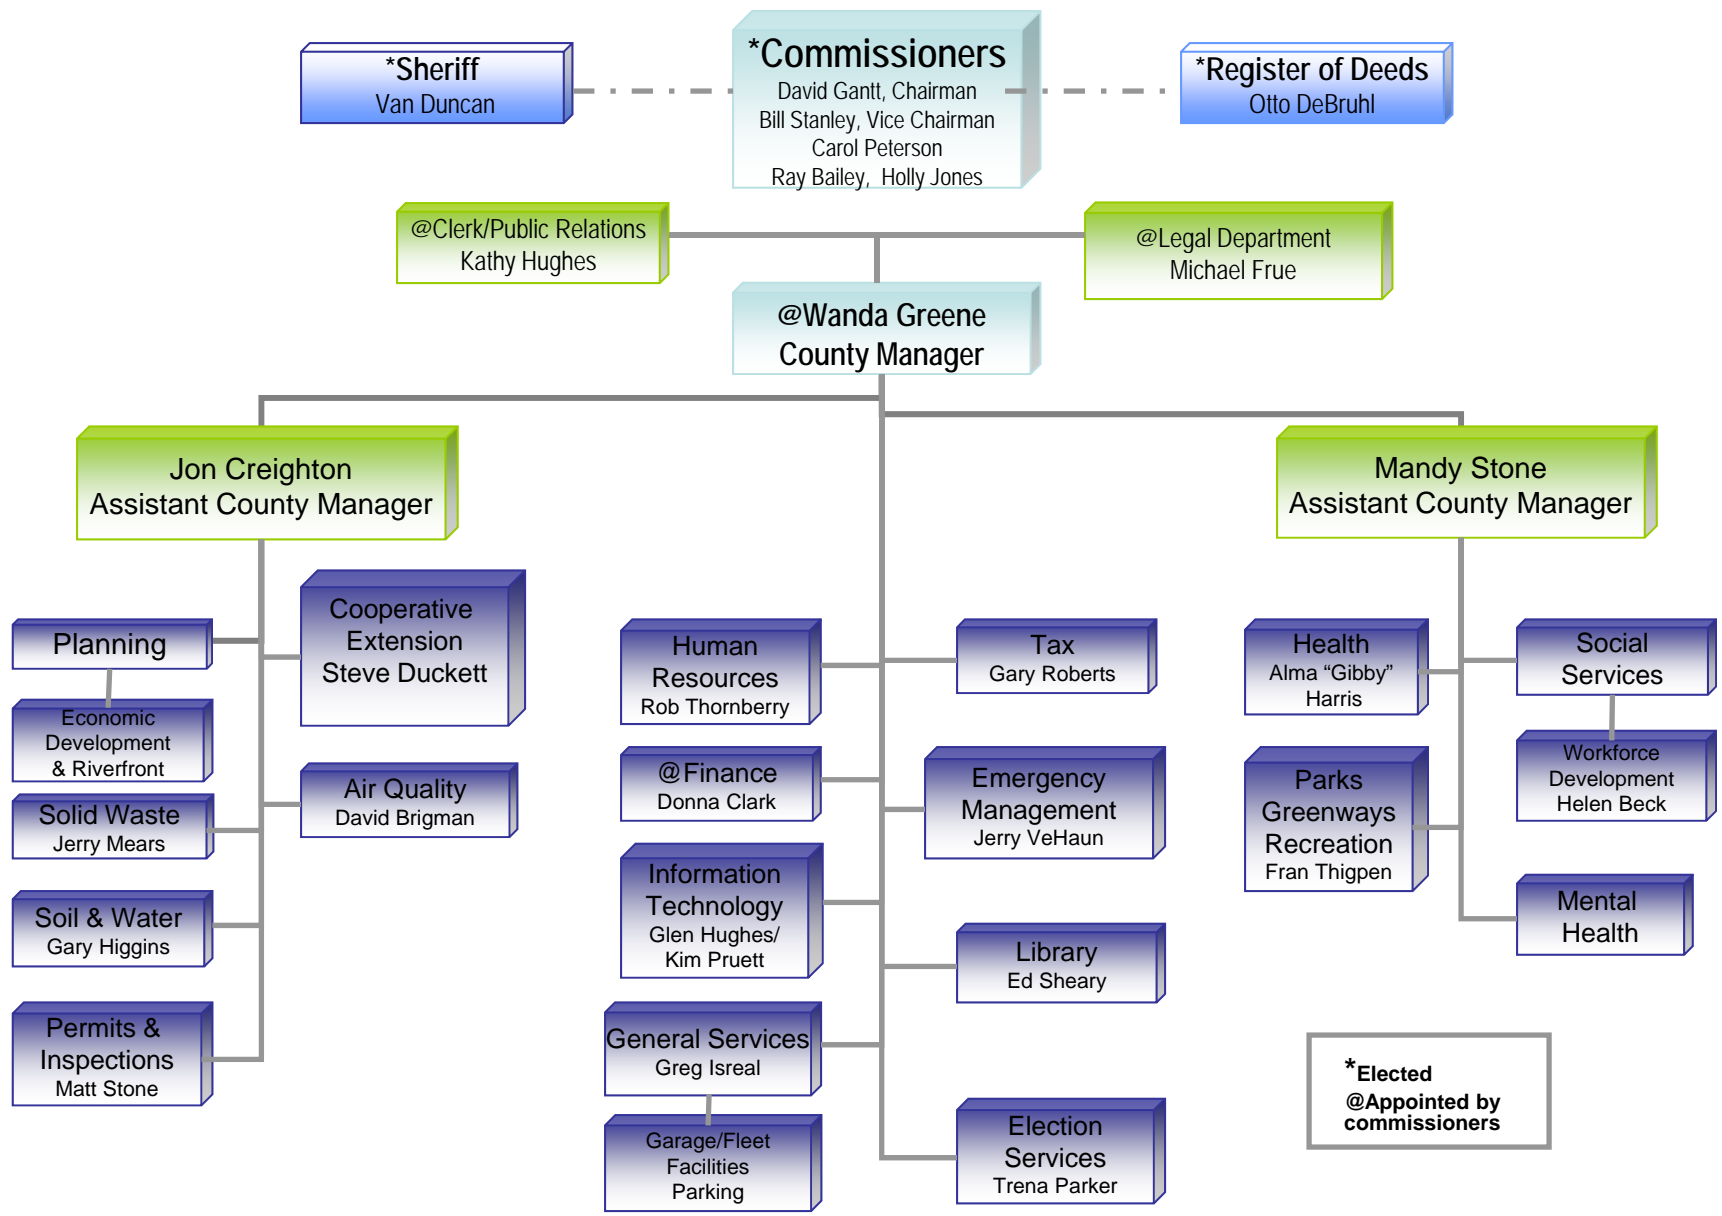 *Sheriff
Van Duncan
*Commissioners
David Gantt, Chairman
Bill Stanley, Vice Chairman
Carol Peterson
Ray Bailey, Holly Jones
*Register of Deeds
Otto DeBruhl
@Clerk/Public Relations
Kathy Hughes
@Legal Department
Michael Frue
@Wanda Greene
County Manager
Jon Creighton
Assistant County Manager
Mandy Stone
Assistant County Manager
Planning
Economic
Development
& Riverfront
Solid Waste
Jerry Mears
Soil & Water
Gary Higgins
Permits &
Inspections
Matt Stone
Cooperative
Extension
Steve Duckett
Air Quality
David Brigman
Human
Resources
Rob Thornberry
@Finance
Donna Clark
Information
Technology
Glen Hughes/
Kim Pruett
General Services
Greg Isreal
Garage/Fleet
Facilities
Parking
Tax
Gary Roberts
Emergency
Management
Jerry VeHaun
Library
Ed Sheary
Election
Services
Trena Parker
Health
Alma “Gibby”
Harris
Parks
Greenways
Recreation
Fran Thigpen
Social
Services
Workforce
Development
Helen Beck
Mental
Health
*Elected
@Appointed by
commissioners